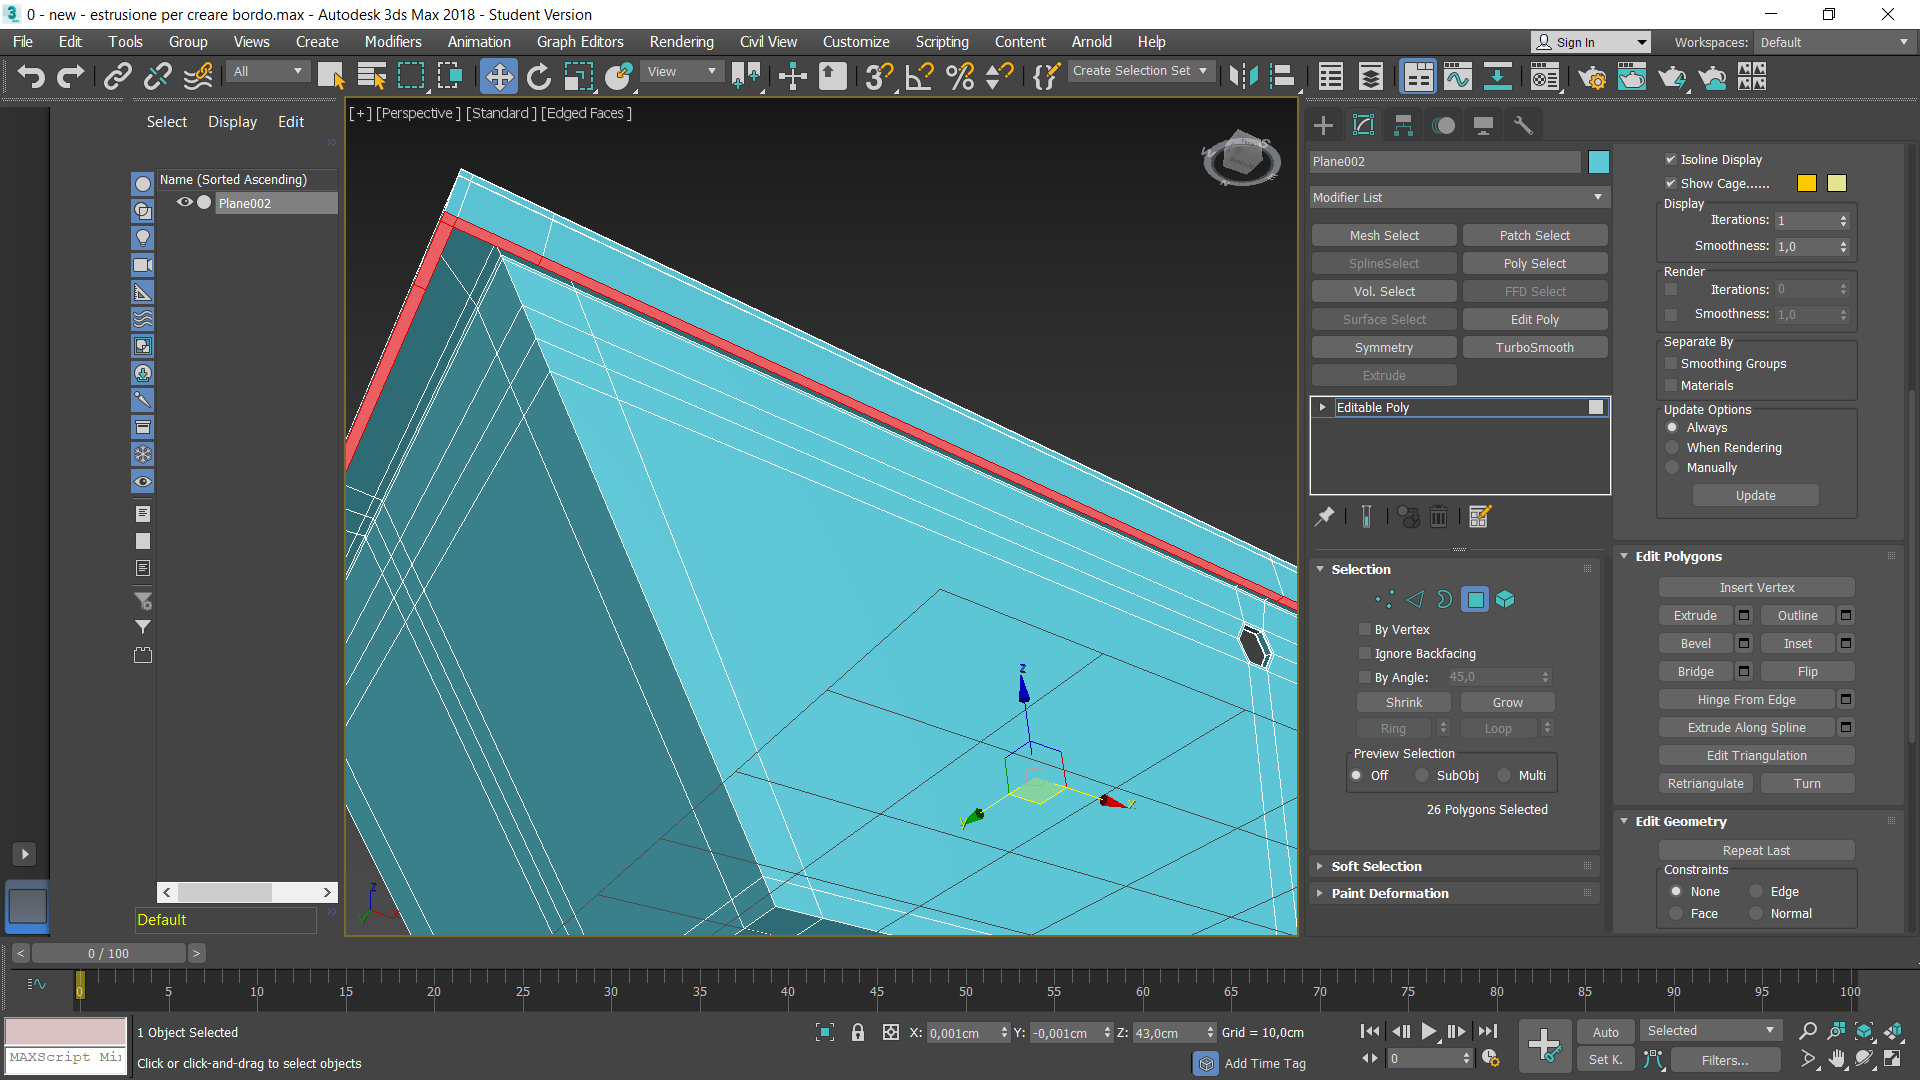 0 - new - estrusione per creare bordo.max - Autodesk 3ds Max 2018 - Student Version
File Edit Tools Group Views Create Modifiers Animation Graph Editors Rendering Civil View Customize Scripting Content Arnold Help
Sign In Workspaces: Default
All View Create Selection Set
Select Display Edit
[ + ] [Perspective ] [Standard ] [Edged Faces ]
Name (Sorted Ascending)
Plane002
Default
Plane002
Modifier List
Mesh Select Patch Select
SplineSelect Poly Select
Vol. Select FFD Select
Surface Select Edit Poly
Symmetry TurboSmooth
Extrude
Editable Poly
Selection
By Vertex
Ignore Backfacing
By Angle: 45,0
Shrink Grow
Ring Loop
Preview Selection
Off SubObj Multi
26 Polygons Selected
Soft Selection
Paint Deformation
Isoline Display
Show Cage......
Display
Iterations: 1
Smoothness: 1,0
Render
Iterations: 0
Smoothness: 1,0
Separate By
Smoothing Groups
Materials
Update Options
Always
When Rendering
Manually
Update
Edit Polygons
Insert Vertex
Extrude Outline
Bevel Inset
Bridge Flip
Hinge From Edge
Extrude Along Spline
Edit Triangulation
Retriangulate Turn
Edit Geometry
Repeat Last
Constraints
None Edge
Face Normal
z
x
y
0 / 100
0 5 10 15 20 25 30 35 40 45 50 55 60 65 70 75 80 85 90 95 100
1 Object Selected X: 0,001cm Y: -0,001cm Z: 43,0cm Grid = 10,0cm Auto Selected
MAXScript Mi Click or click-and-drag to select objects Add Time Tag 0 Set K. Filters...